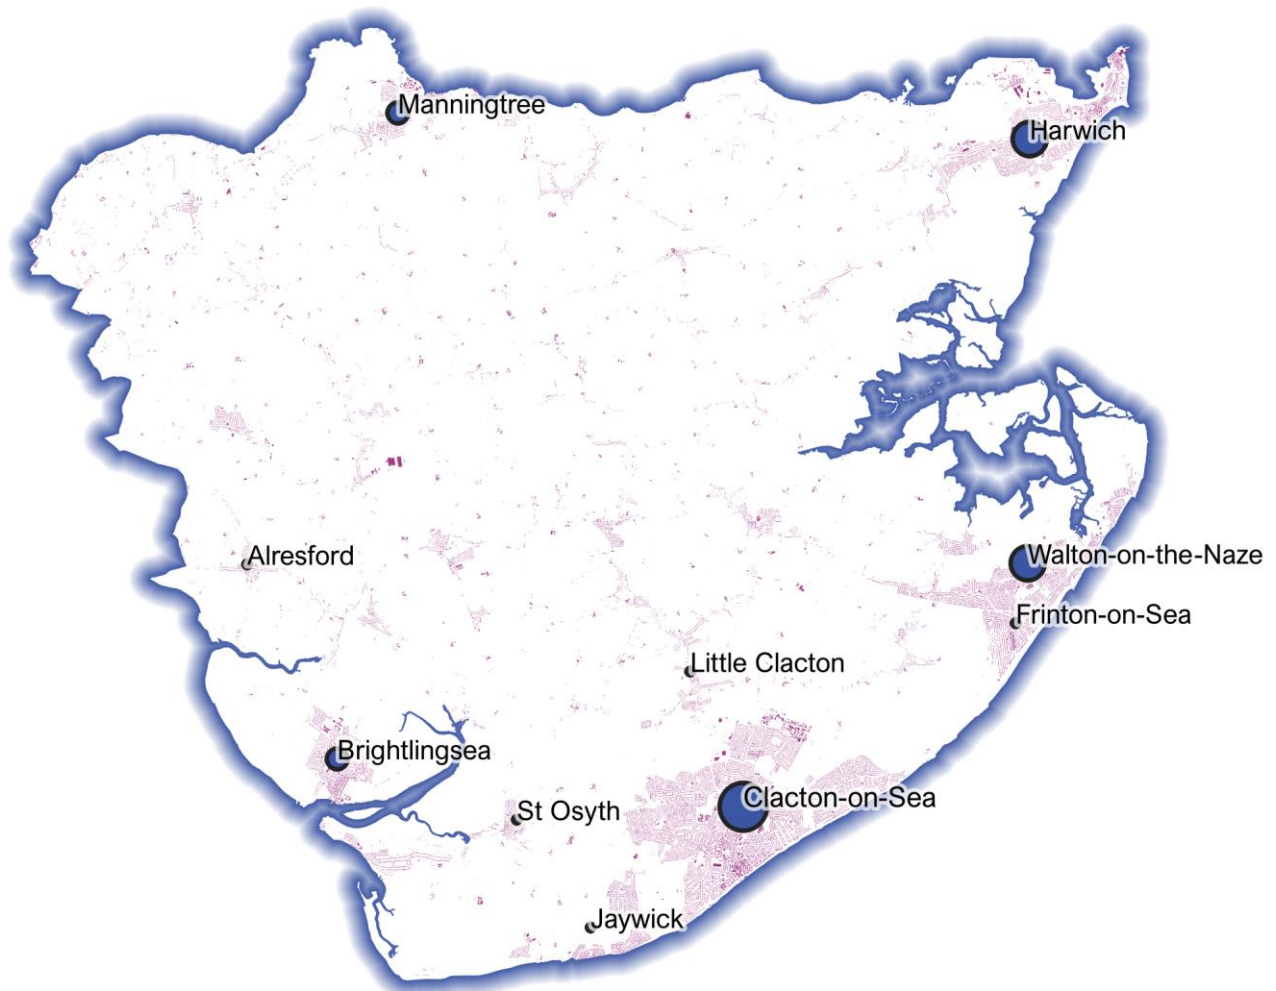 Manningtree
Harwich
Alresford
Walton-on-the-Naze
Frinton-on-Sea
Little Clacton
Brightlingsea
Clacton-on-Sea
St Osyth
Jaywick